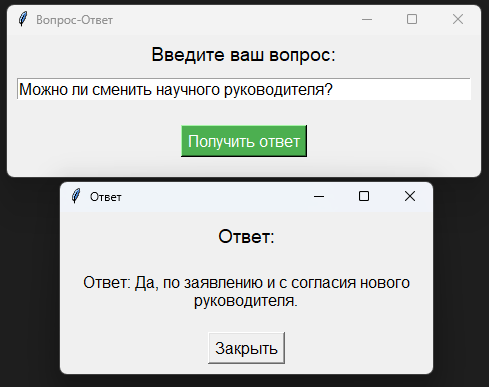 Вопрос-Ответ
Введите ваш вопрос:
Можно ли сменить научного руководителя?
Получить ответ
Ответ
Ответ:
Ответ: Да, по заявлению и с согласия нового
руководителя.
Закрыть